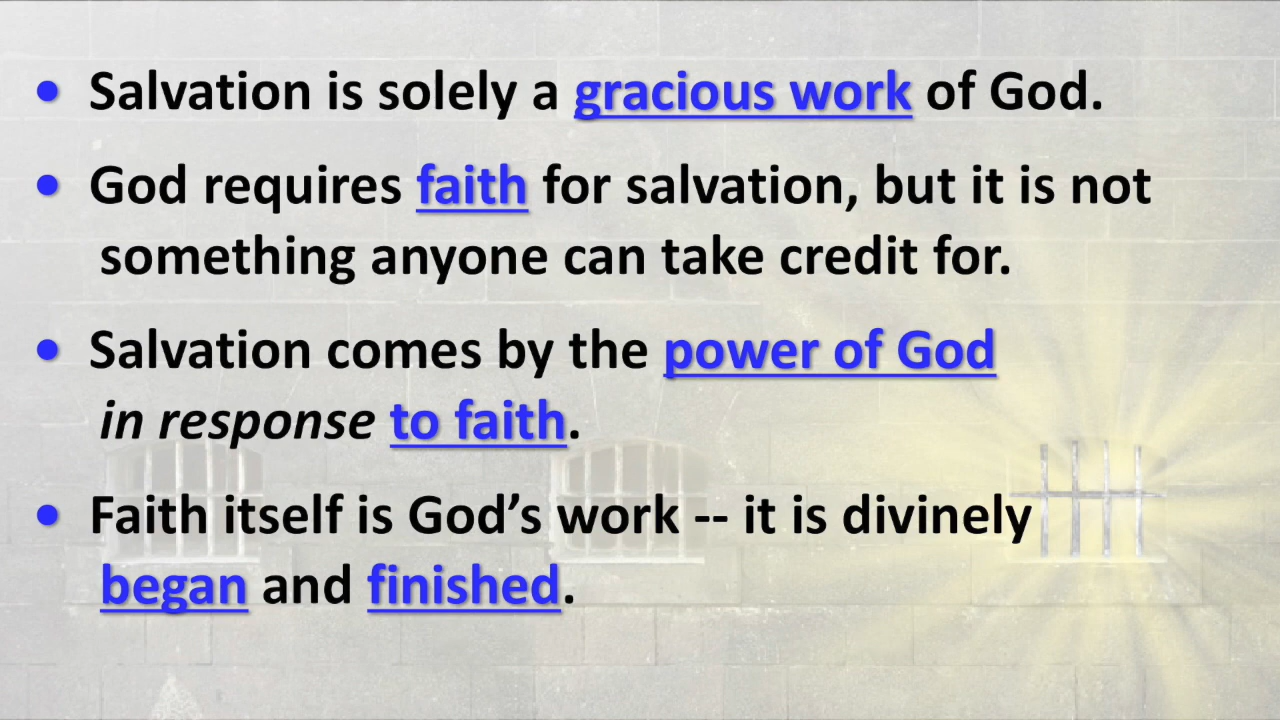 • Salvation is solely a gracious work of God.
• God requires faith for salvation, but it is not
something anyone can take credit for.
• Salvation comes by the power of God
in response to faith.
• Faith itself is God’s work -- it is divinely
began and finished.